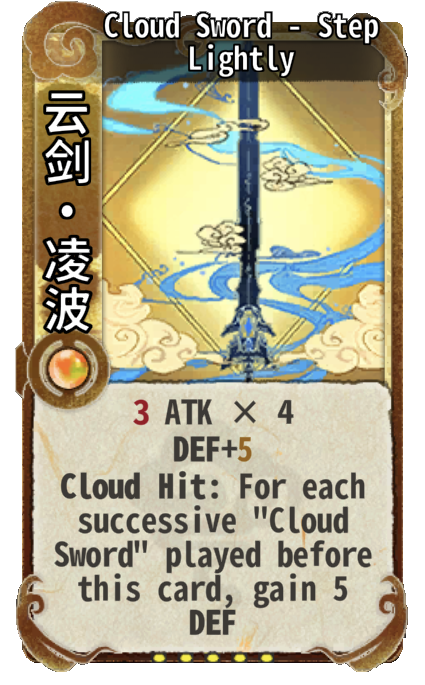 Cloud Sword - Step
Lightly
云剑・凌波
3 ATK × 4
DEF+5
Cloud Hit: For each
successive "Cloud
Sword" played before
this card, gain 5
DEF